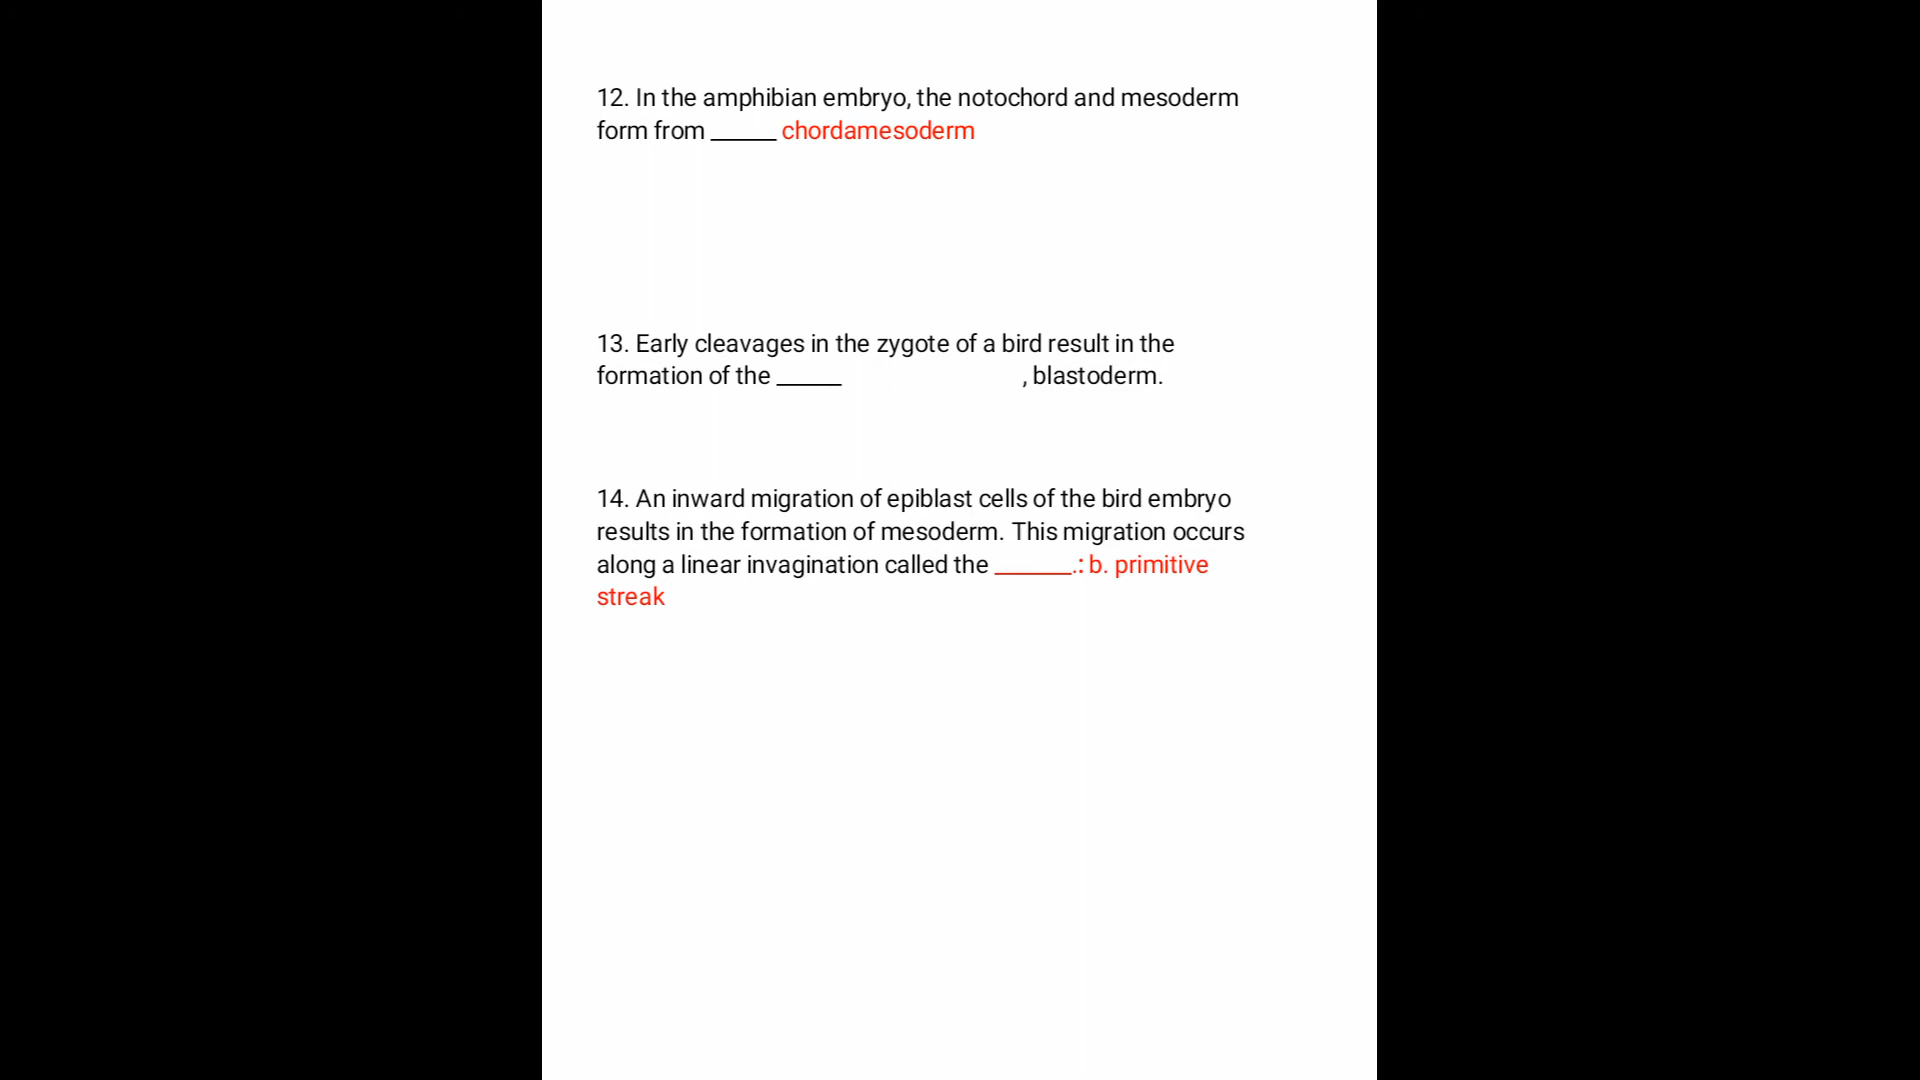 12. In the amphibian embryo, the notochord and mesoderm
form from _____ chordamesoderm
13. Early cleavages in the zygote of a bird result in the
formation of the _____ , blastoderm.
14. An inward migration of epiblast cells of the bird embryo
results in the formation of mesoderm. This migration occurs
along a linear invagination called the ______.: b. primitive
streak